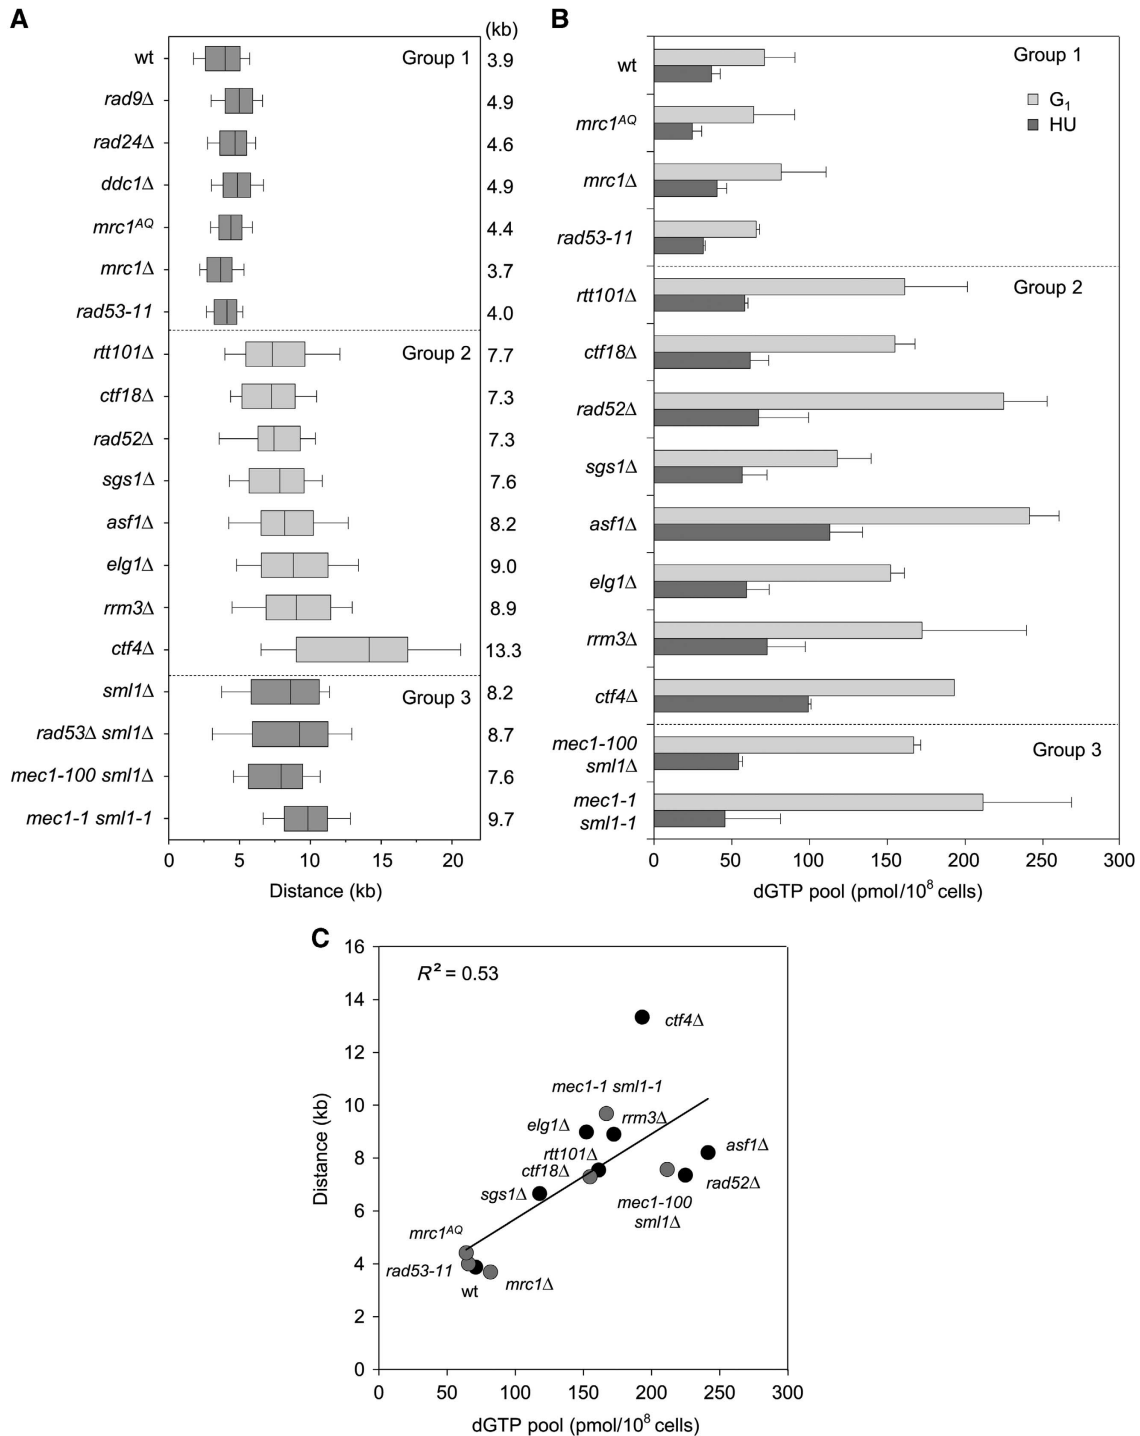 A
(kb)
wt
Group 1
3.9
rad9Δ
4.9
rad24Δ
4.6
ddc1Δ
4.9
mrc1^AQ
4.4
mrc1Δ
3.7
rad53-11
4.0
rtt101Δ
Group 2
7.7
ctf18Δ
7.3
rad52Δ
7.3
sgs1Δ
7.6
asf1Δ
8.2
elg1Δ
9.0
rrm3Δ
8.9
ctf4Δ
13.3
sml1Δ
Group 3
8.2
rad53Δ sml1Δ
8.7
mec1-100 sml1Δ
7.6
mec1-1 sml1-1
9.7
0 5 10 15 20
Distance (kb)
B
Group 1
G₁
HU
wt
mrc1^AQ
mrc1Δ
rad53-11
Group 2
rtt101Δ
ctf18Δ
rad52Δ
sgs1Δ
asf1Δ
elg1Δ
rrm3Δ
ctf4Δ
Group 3
mec1-100
sml1Δ
mec1-1
sml1-1
0 50 100 150 200 250 300
dGTP pool (pmol/10⁸ cells)
C
R² = 0.53
16
14
12
10
8
6
4
2
0
Distance (kb)
ctf4Δ
mec1-1 sml1-1
elg1Δ
rrm3Δ
rtt101Δ
asf1Δ
ctf18Δ
rad52Δ
sgs1Δ
mec1-100
sml1Δ
mrc1^AQ
rad53-11
mrc1Δ
wt
0 50 100 150 200 250 300
dGTP pool (pmol/10⁸ cells)